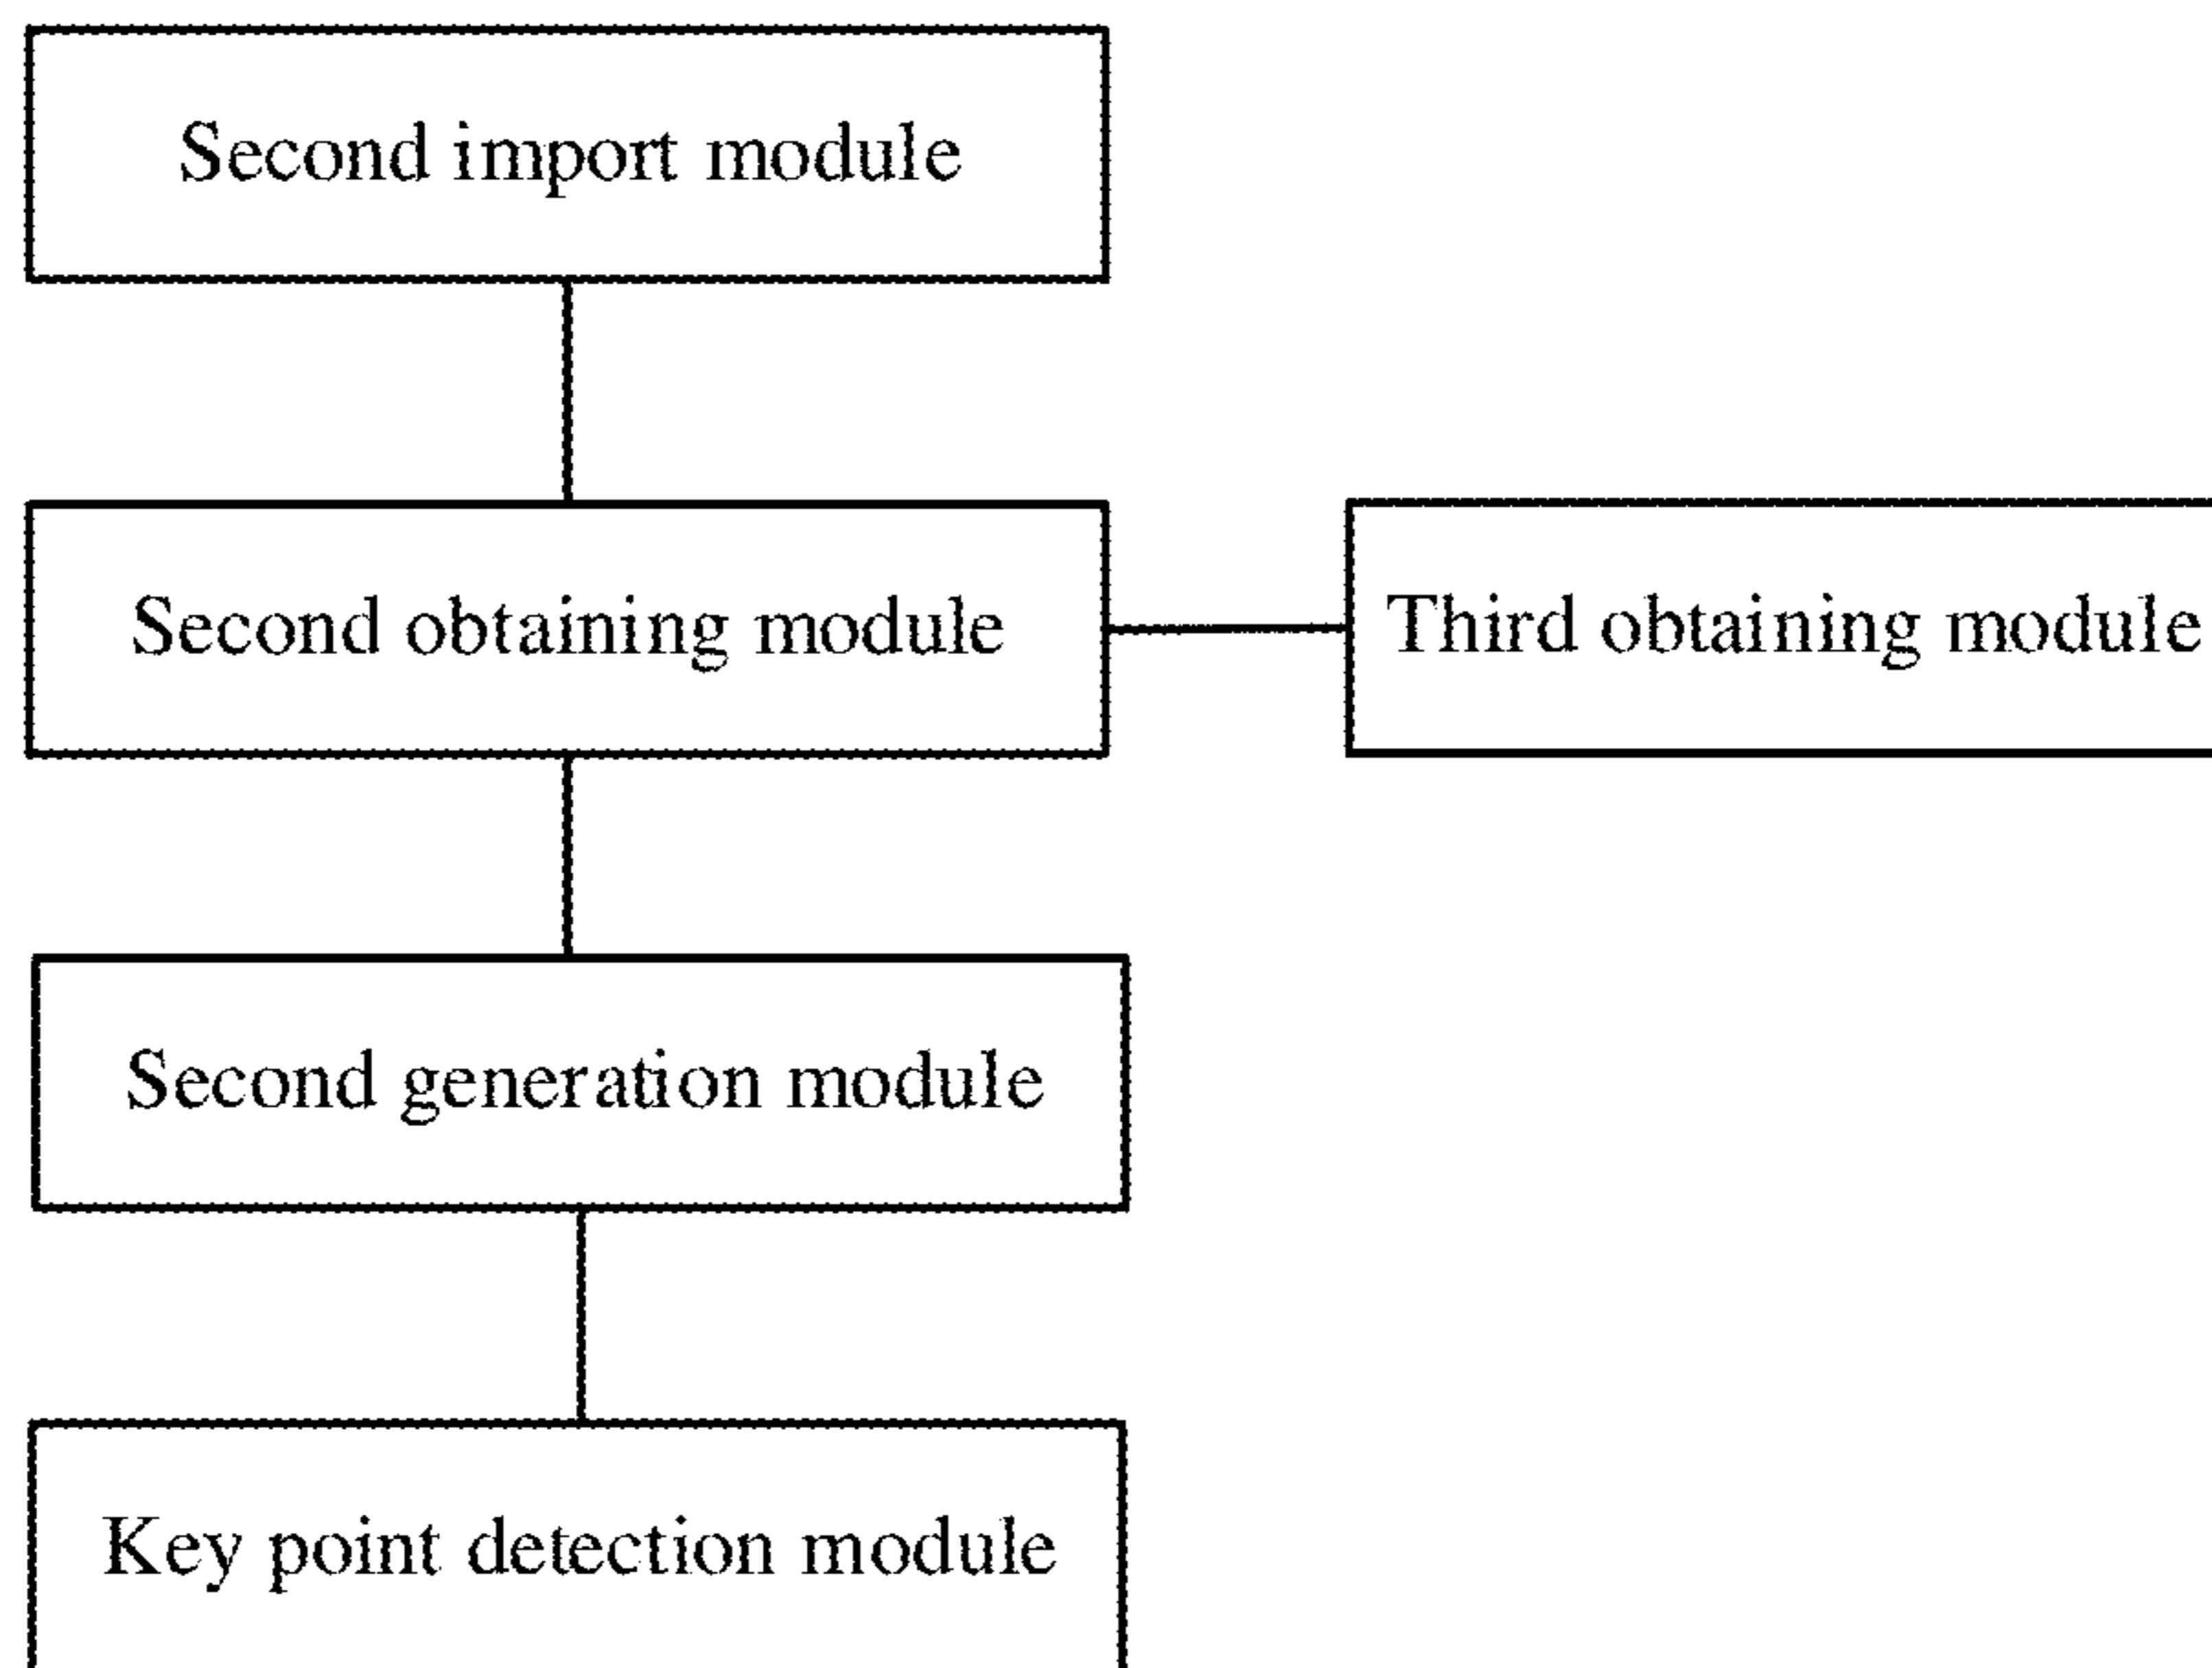 Second import module
Second obtaining module
Third obtaining module
Second generation module
Key point detection module